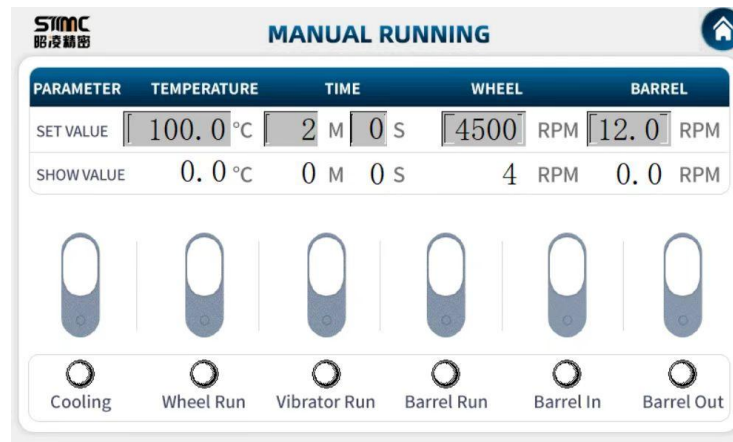 STMC
昭凌精密
MANUAL RUNNING
PARAMETER TEMPERATURE TIME WHEEL BARREL
SET VALUE 100.0 °C 2 M 0 S 4500 RPM 12.0 RPM
SHOW VALUE 0.0 °C 0 M 0 S 4 RPM 0.0 RPM
Cooling Wheel Run Vibrator Run Barrel Run Barrel In Barrel Out